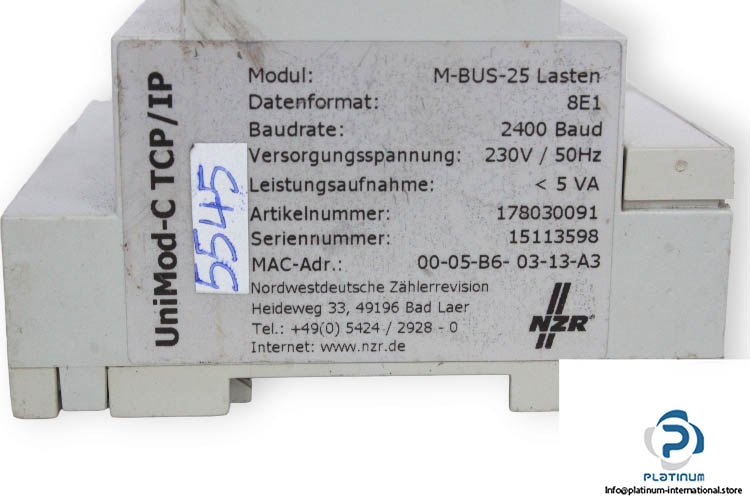 UniMod-C TCP/IP
5545
Modul: M-BUS-25 Lasten
Datenformat: 8E1
Baudrate: 2400 Baud
Versorgungsspannung: 230V / 50Hz
Leistungsaufnahme: < 5 VA
Artikelnummer: 178030091
Seriennummer: 15113598
MAC-Adr.: 00-05-B6- 03-13-A3
Nordwestdeutsche Zählerrevision
Heideweg 33, 49196 Bad Laer
Tel.: +49(0) 5424 / 2928 - 0
Internet: www.nzr.de
NZR®
PLATINUM
Info@platinum-international.store